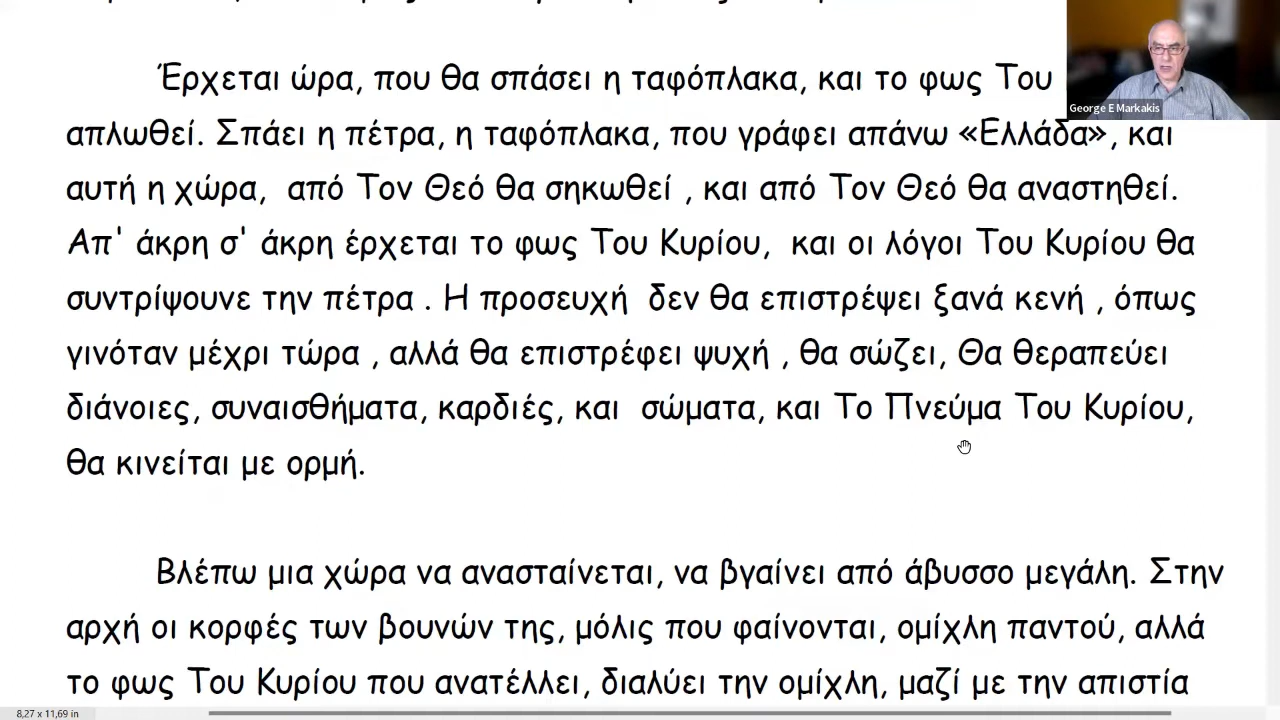 Έρχεται ώρα, που θα σπάσει η ταφόπλακα, και το φως Του
απλωθεί. Σπάει η πέτρα, η ταφόπλακα, που γράφει απάνω «Ελλάδα», και
αυτή η χώρα, από Τον Θεό θα σηκωθεί , και από Τον Θεό θα αναστηθεί.
Απ' άκρη σ' άκρη έρχεται το φως Του Κυρίου, και οι λόγοι Του Κυρίου θα
συντρίψουνε την πέτρα . Η προσευχή δεν θα επιστρέψει ξανά κενή , όπως
γινόταν μέχρι τώρα , αλλά θα επιστρέφει ψυχή , θα σώζει, Θα θεραπεύει
διάνοιες, συναισθήματα, καρδιές, και σώματα, και Το Πνεύμα Του Κυρίου,
θα κινείται με ορμή.
Βλέπω μια χώρα να ανασταίνεται, να βγαίνει από άβυσσο μεγάλη. Στην
αρχή οι κορφές των βουνών της, μόλις που φαίνονται, ομίχλη παντού, αλλά
το φως Του Κυρίου που ανατέλλει, διαλύει την ομίχλη, μαζί με την απιστία
George E Markakis
8,27 x 11,69 in